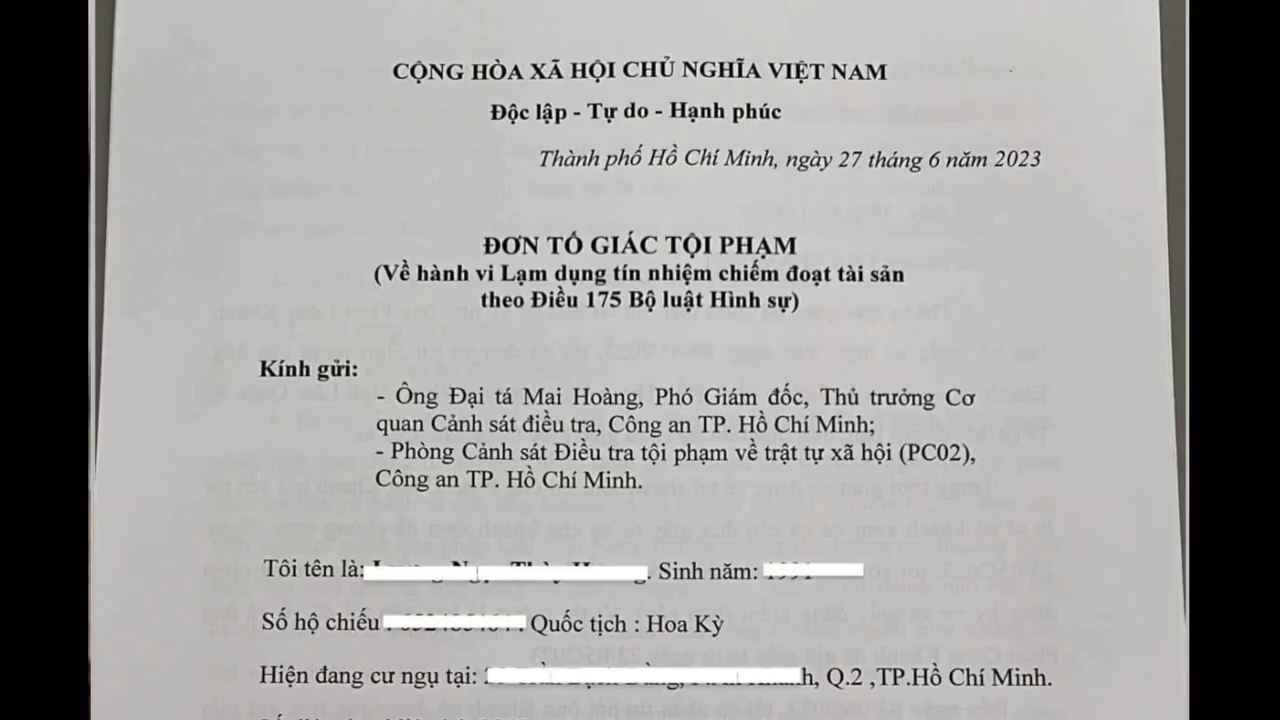 CỘNG HÒA XÃ HỘI CHỦ NGHĨA VIỆT NAM
Độc lập - Tự do - Hạnh phúc
Thành phố Hồ Chí Minh, ngày 27 tháng 6 năm 2023
ĐƠN TỐ GIÁC TỘI PHẠM
(Về hành vi Lạm dụng tín nhiệm chiếm đoạt tài sản
theo Điều 175 Bộ luật Hình sự)
Kính gửi:
- Ông Đại tá Mai Hoàng, Phó Giám đốc, Thủ trưởng Cơ
quan Cảnh sát điều tra, Công an TP. Hồ Chí Minh;
- Phòng Cảnh sát Điều tra tội phạm về trật tự xã hội (PC02),
Công an TP. Hồ Chí Minh.
Tôi tên là: . Sinh năm:
Số hộ chiếu Quốc tịch : Hoa Kỳ
Hiện đang cư ngụ tại: , Q.2 ,TP.Hồ Chí Minh.